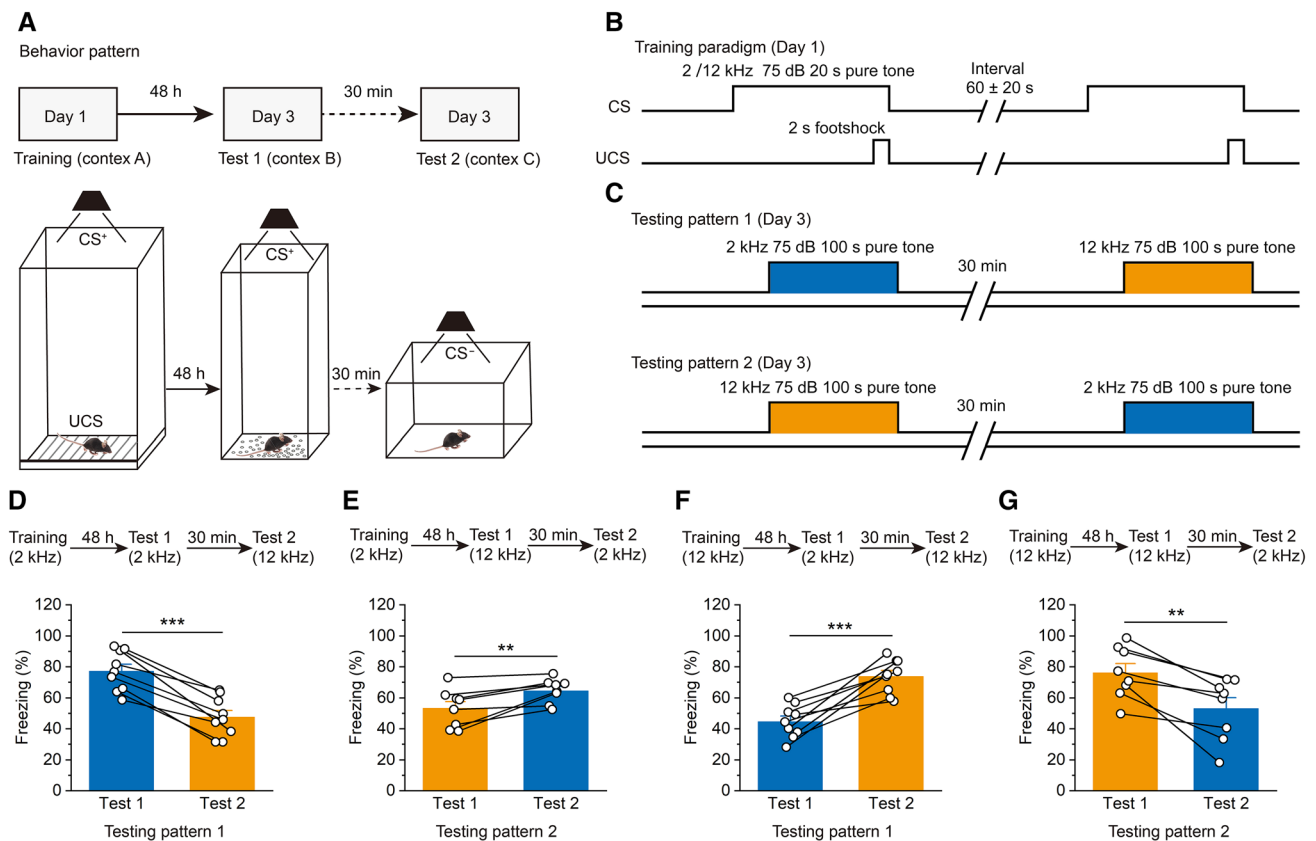 A
Behavior pattern
48 h
30 min
Day 1
Day 3
Day 3
Training (contex A)
Test 1 (contex B)
Test 2 (contex C)
CS+
CS+
CS−
48 h
30 min
UCS
B
Training paradigm (Day 1)
2 /12 kHz 75 dB 20 s pure tone
Interval
60 ± 20 s
CS
2 s footshock
UCS
C
Testing pattern 1 (Day 3)
2 kHz 75 dB 100 s pure tone
12 kHz 75 dB 100 s pure tone
30 min
Testing pattern 2 (Day 3)
12 kHz 75 dB 100 s pure tone
2 kHz 75 dB 100 s pure tone
30 min
D
Training 48 h Test 1 30 min Test 2
(2 kHz) (2 kHz) (12 kHz)
120
100
80
60
40
20
0
Freezing (%)
***
Test 1 Test 2
Testing pattern 1
E
Training 48 h Test 1 30 min Test 2
(2 kHz) (12 kHz) (2 kHz)
120
100
80
60
40
20
0
Freezing (%)
**
Test 1 Test 2
Testing pattern 2
F
Training 48 h Test 1 30 min Test 2
(12 kHz) (2 kHz) (12 kHz)
120
100
80
60
40
20
0
Freezing (%)
***
Test 1 Test 2
Testing pattern 1
G
Training 48 h Test 1 30 min Test 2
(12 kHz) (12 kHz) (2 kHz)
120
100
80
60
40
20
0
Freezing (%)
**
Test 1 Test 2
Testing pattern 2